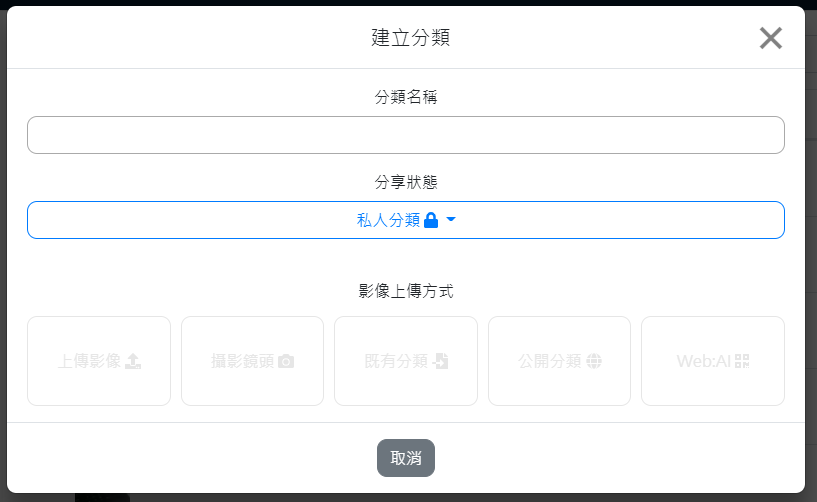 建立分類
分類名稱
分享狀態
私人分類
影像上傳方式
上傳影像 攝影鏡頭 既有分類 公開分類 Web:AI
取消